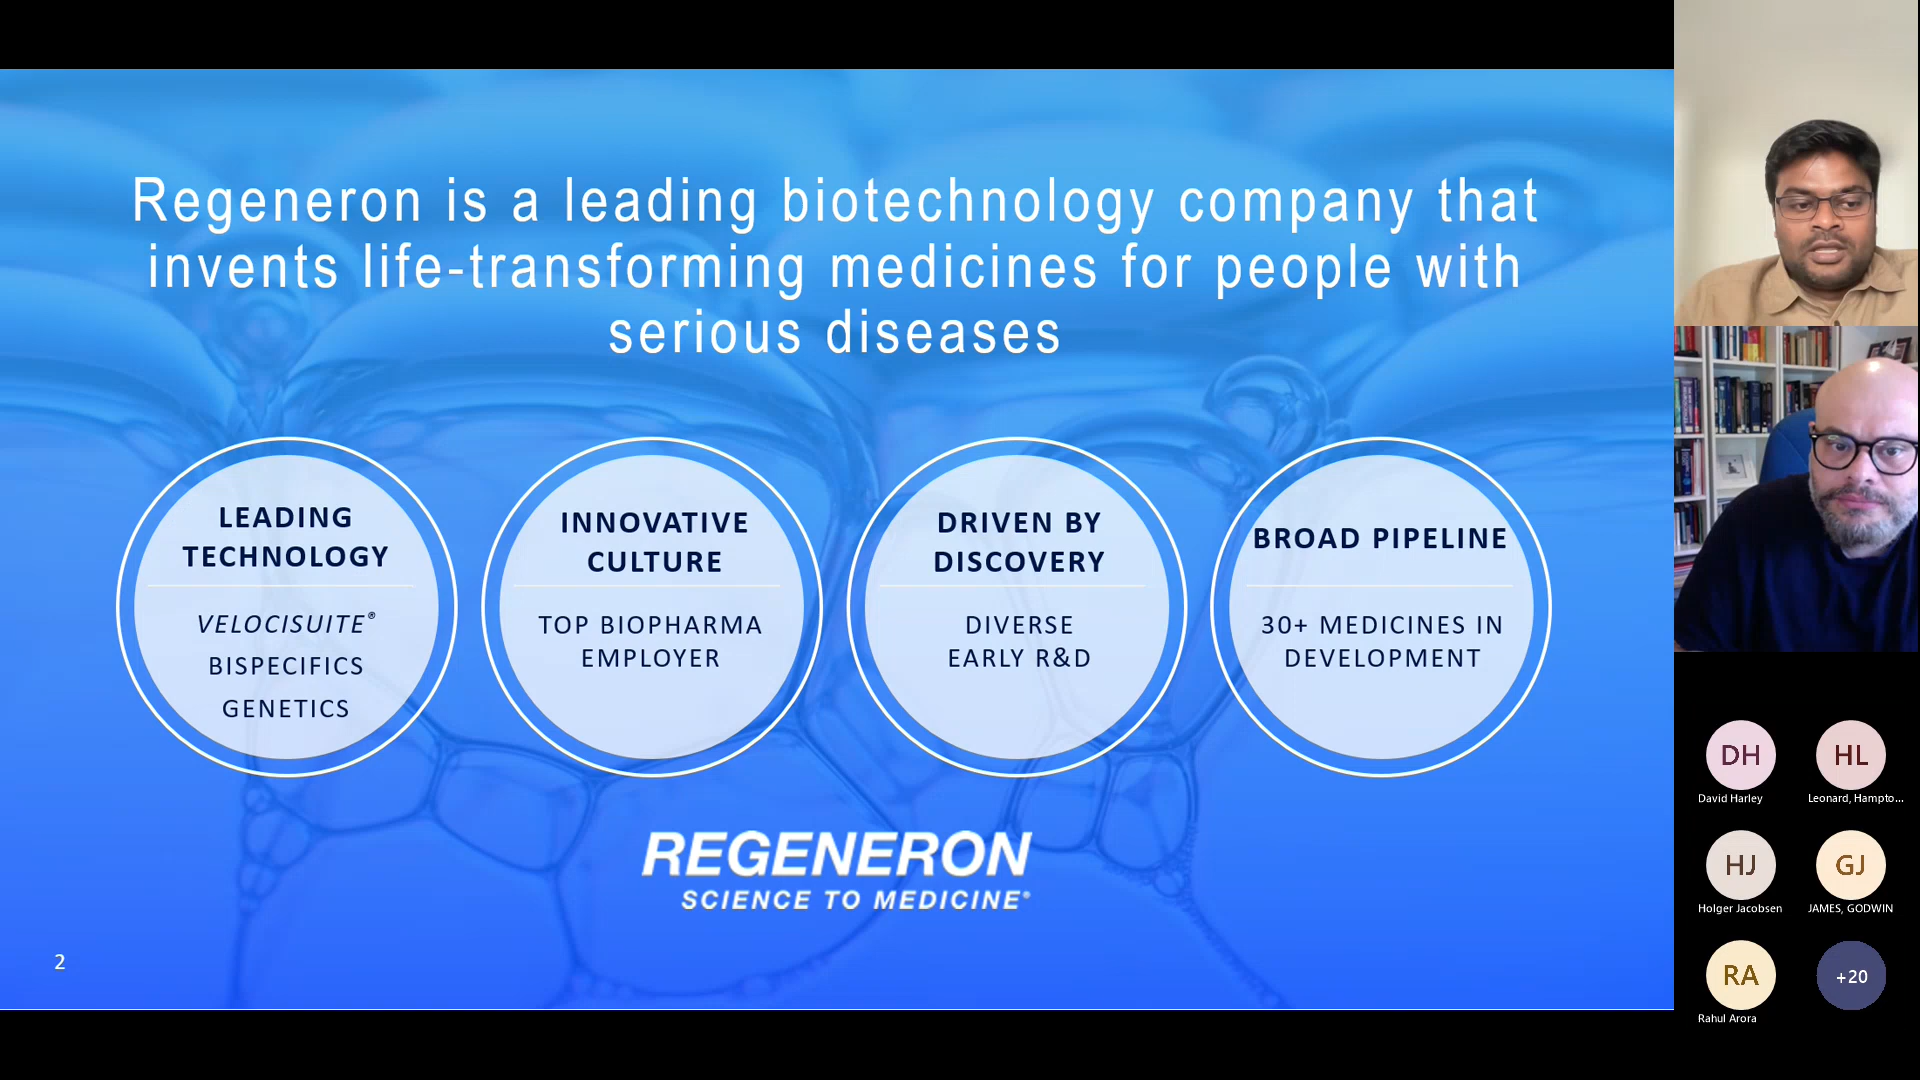 Regeneron is a leading biotechnology company that
invents life-transforming medicines for people with
serious diseases
LEADING
TECHNOLOGY
VELOCISUITE®
BISPECIFICS
GENETICS
INNOVATIVE
CULTURE
TOP BIOPHARMA
EMPLOYER
DRIVEN BY
DISCOVERY
DIVERSE
EARLY R&D
BROAD PIPELINE
30+ MEDICINES IN
DEVELOPMENT
REGENERON
SCIENCE TO MEDICINE®
2
DH
David Harley
HL
Leonard, Hampto...
HJ
Holger Jacobsen
GJ
JAMES, GODWIN
RA
Rahul Arora
+20